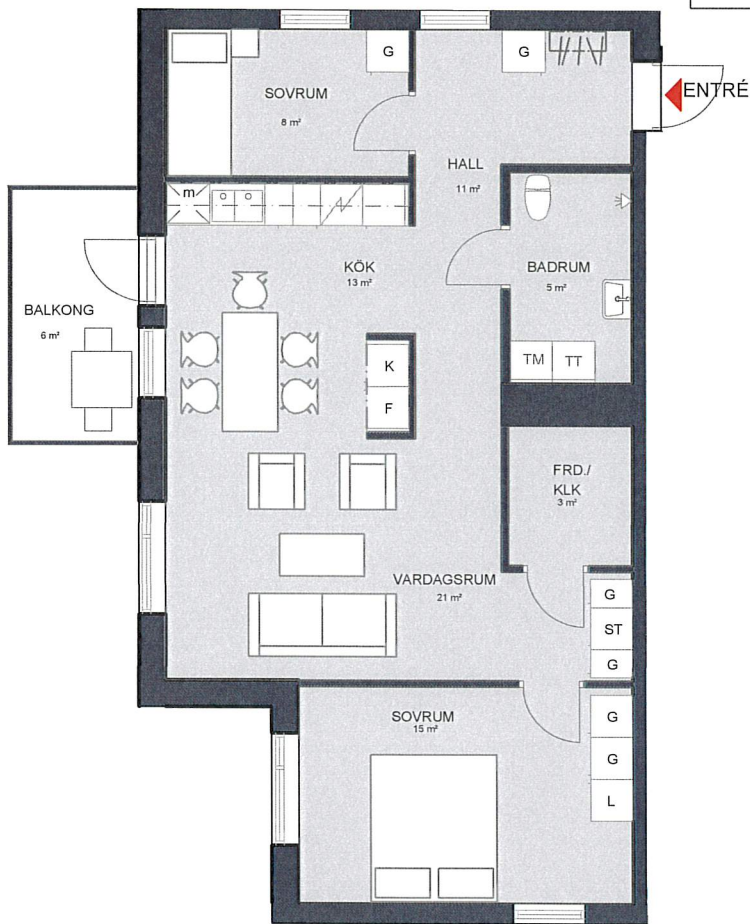 G
G
ENTRÉ
SOVRUM
8 m²
HALL
11 m²
m
KÖK
13 m²
BADRUM
5 m²
BALKONG
6 m²
K
F
TM
TT
FRD./
KLK
3 m²
VARDAGSRUM
21 m²
G
ST
G
SOVRUM
15 m²
G
G
L